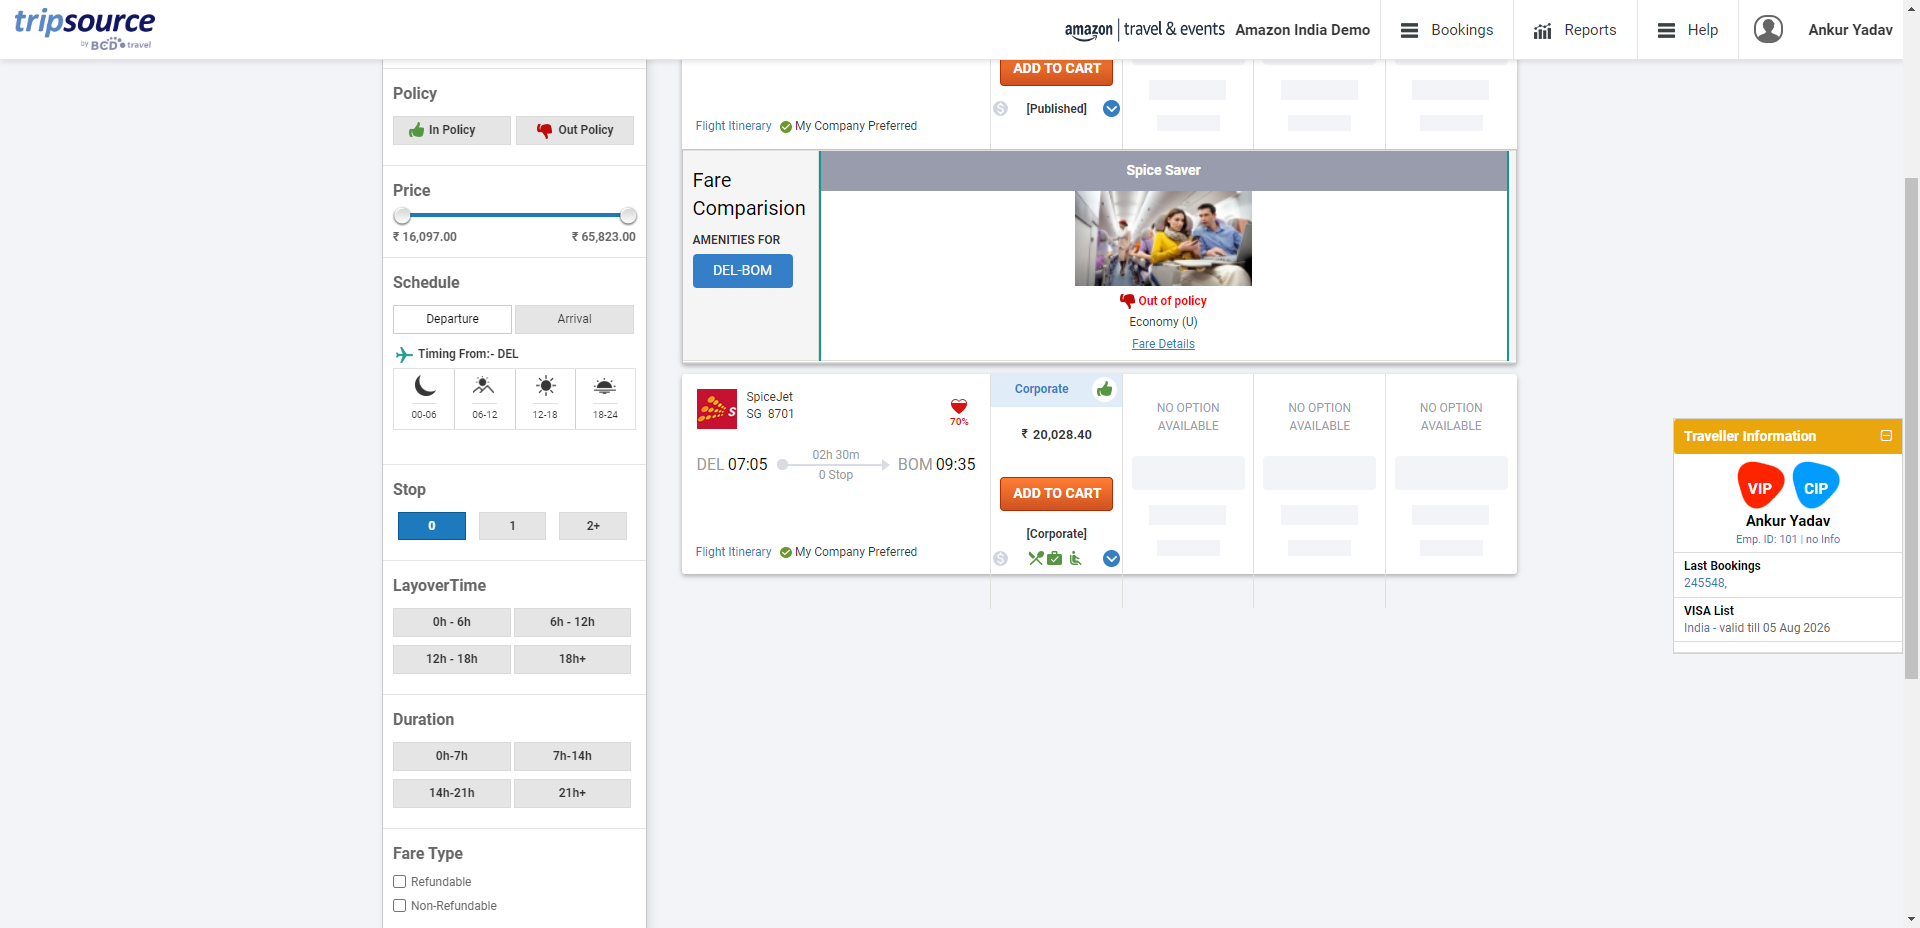 tripsource
by BCD travel
amazon | travel & events
Amazon India Demo
Bookings
Reports
Help
Ankur Yadav
Policy
In Policy
Out Policy
Price
₹ 16,097.00
₹ 65,823.00
Schedule
Departure
Arrival
Timing From:- DEL
00-06
06-12
12-18
18-24
Stop
0
1
2+
LayoverTime
0h - 6h
6h - 12h
12h - 18h
18h+
Duration
0h-7h
7h-14h
14h-21h
21h+
Fare Type
Refundable
Non-Refundable
ADD TO CART
[Published]
Flight Itinerary
My Company Preferred
Fare
Comparision
AMENITIES FOR
DEL-BOM
Spice Saver
Out of policy
Economy (U)
Fare Details
SpiceJet
SG 8701
70%
DEL 07:05
02h 30m
0 Stop
BOM 09:35
Flight Itinerary
My Company Preferred
Corporate
₹ 20,028.40
ADD TO CART
[Corporate]
NO OPTION
AVAILABLE
NO OPTION
AVAILABLE
NO OPTION
AVAILABLE
Traveller Information
VIP
CIP
Ankur Yadav
Emp. ID: 101 | no Info
Last Bookings
245548,
VISA List
India - valid till 05 Aug 2026